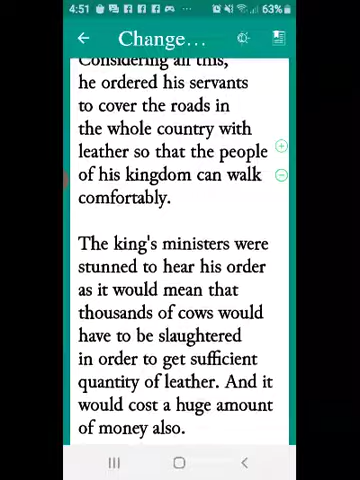 4:51
63%
Change...
Considering all this,
he ordered his servants
to cover the roads in
the whole country with
leather so that the people
of his kingdom can walk
comfortably.
The king's ministers were
stunned to hear his order
as it would mean that
thousands of cows would
have to be slaughtered
in order to get sufficient
quantity of leather. And it
would cost a huge amount
of money also.